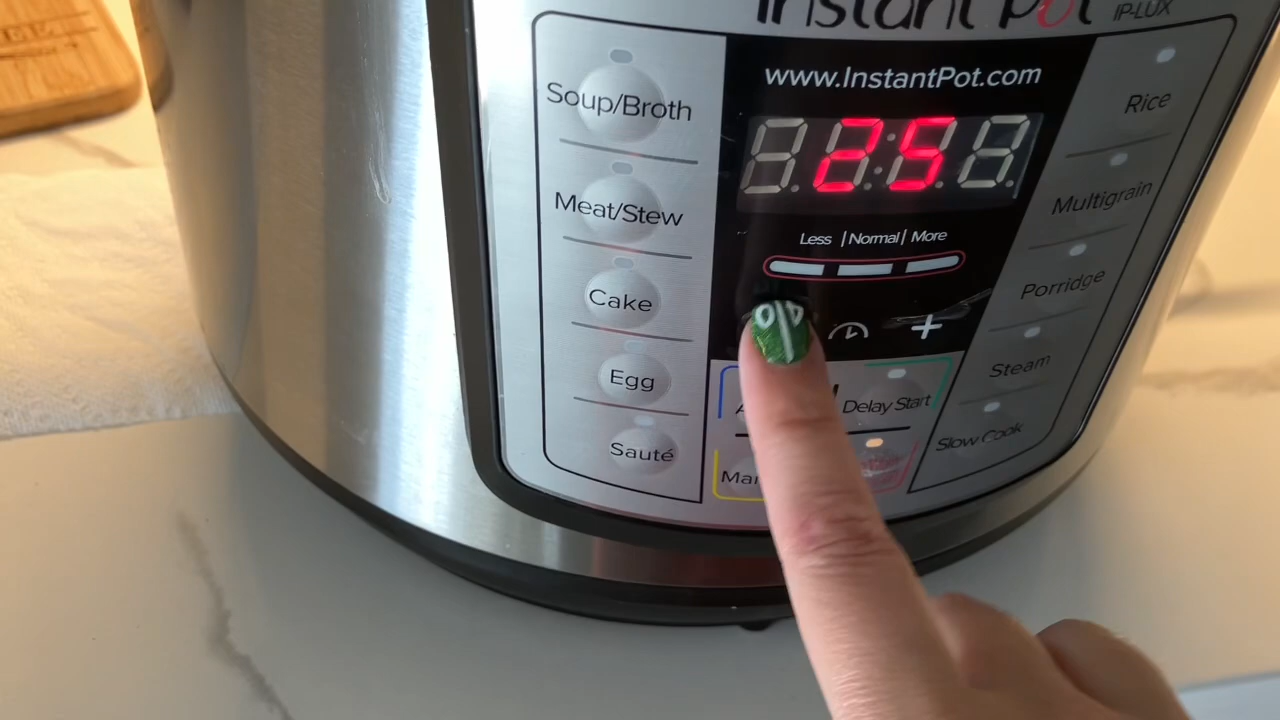 Instant Pot IP-LUX
www.InstantPot.com
25
Less | Normal | More
+
Soup/Broth
Meat/Stew
Cake
Egg
Sauté
Delay Start
Rice
Multigrain
Porridge
Steam
Slow Cook